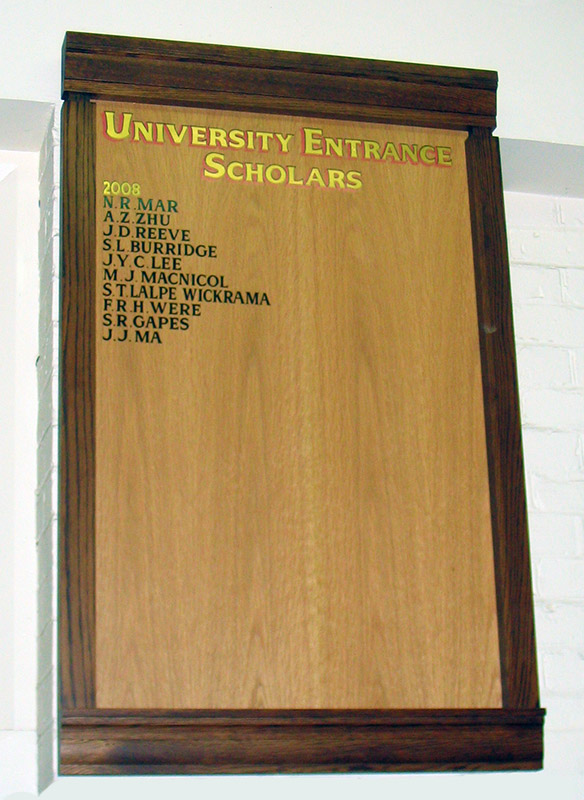 UNIVERSITY ENTRANCE
SCHOLARS
2008
N.R.MAR
A.Z.ZHU
J.D.REEVE
S.L.BURRIDGE
J.Y.C.LEE
M.J.MACNICOL
S.T.LALPE WICKRAMA
F.R.H.WERE
S.R.GAPES
J.J.MA